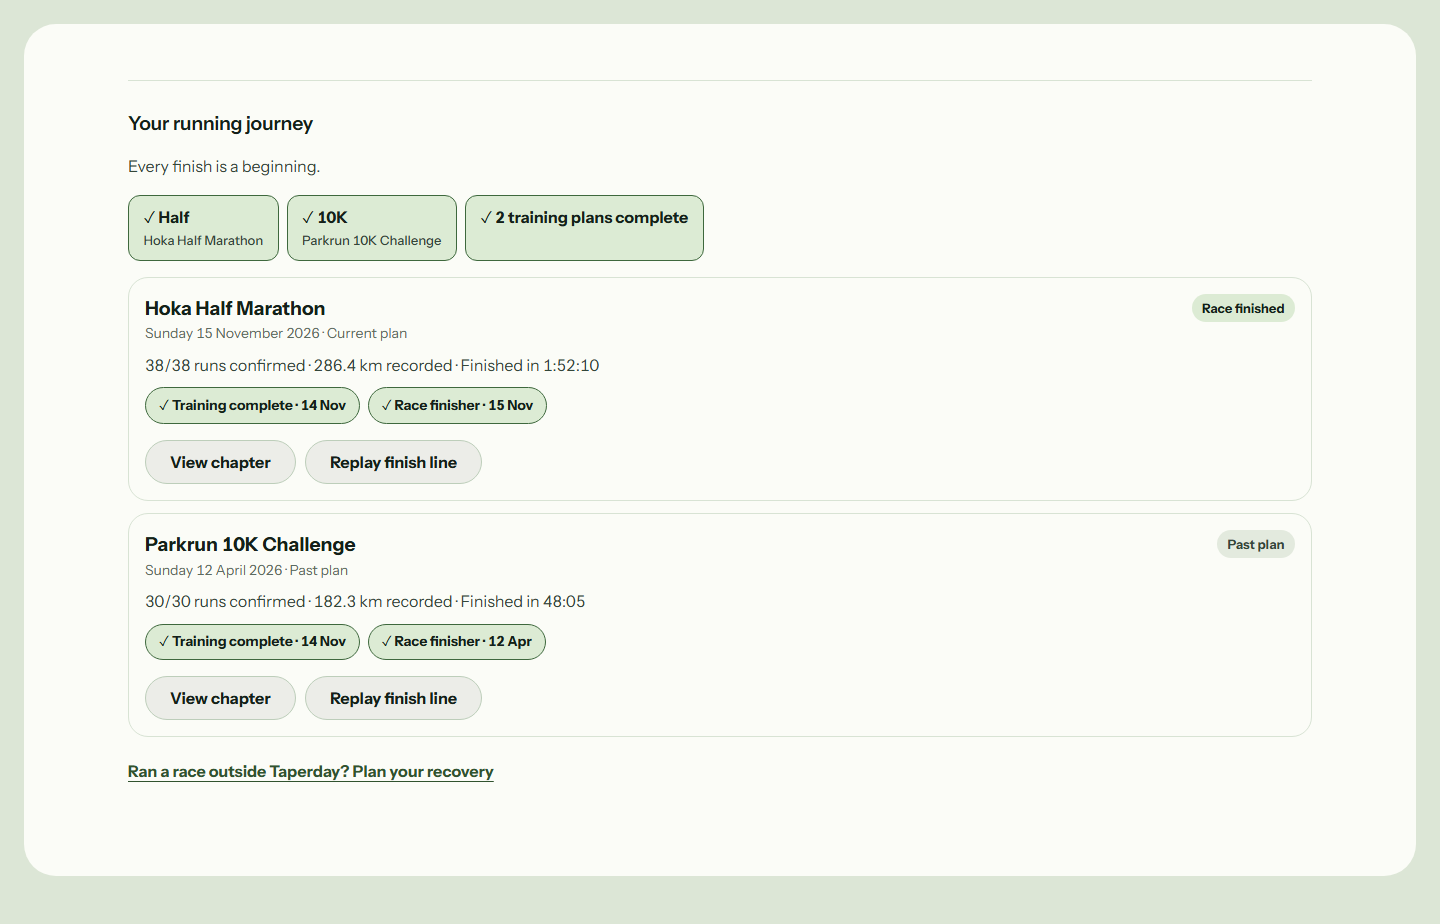 Your running journey
Every finish is a beginning.
✓ Half
Hoka Half Marathon
✓ 10K
Parkrun 10K Challenge
✓ 2 training plans complete
Hoka Half Marathon
Race finished
Sunday 15 November 2026 · Current plan
38/38 runs confirmed · 286.4 km recorded · Finished in 1:52:10
✓ Training complete · 14 Nov
✓ Race finisher · 15 Nov
View chapter
Replay finish line
Parkrun 10K Challenge
Past plan
Sunday 12 April 2026 · Past plan
30/30 runs confirmed · 182.3 km recorded · Finished in 48:05
✓ Training complete · 14 Nov
✓ Race finisher · 12 Apr
View chapter
Replay finish line
Ran a race outside Taperday? Plan your recovery